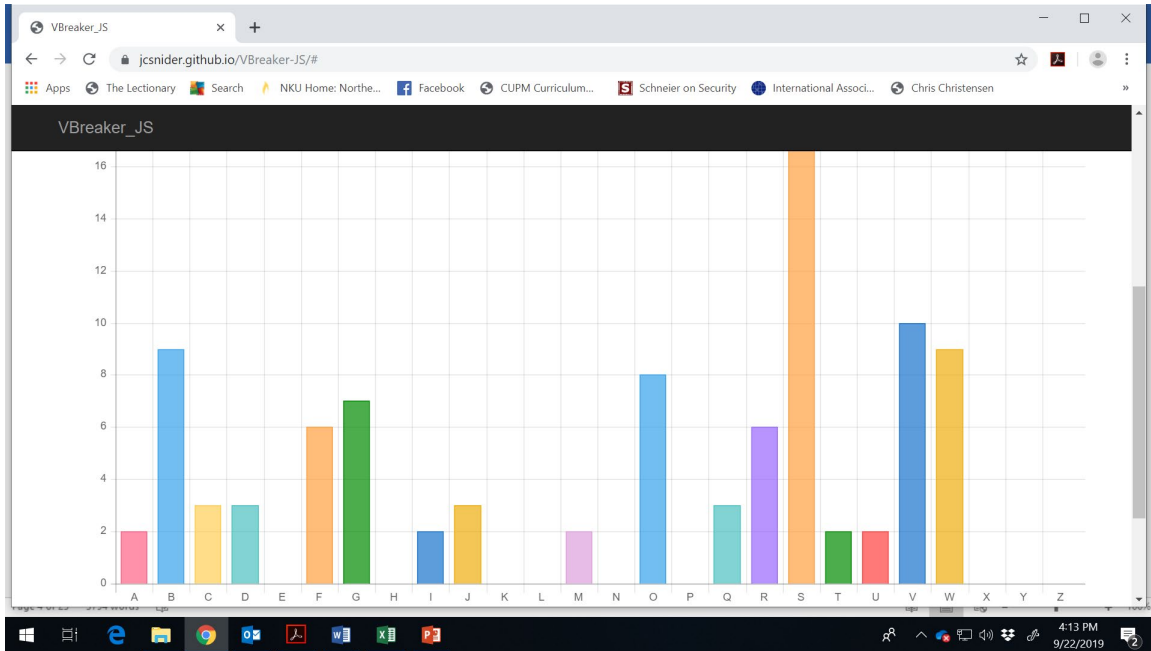 VBreaker_JS
jcsnider.github.io/VBreaker-JS/#
Apps The Lectionary Search NKU Home: Northe... Facebook CUPM Curriculum... Schneier on Security International Associ... Chris Christensen »
VBreaker_JS
16
14
12
10
8
6
4
2
0
A B C D E F G H I J K L M N O P Q R S T U V W X Y Z
4:13 PM
9/22/2019
2